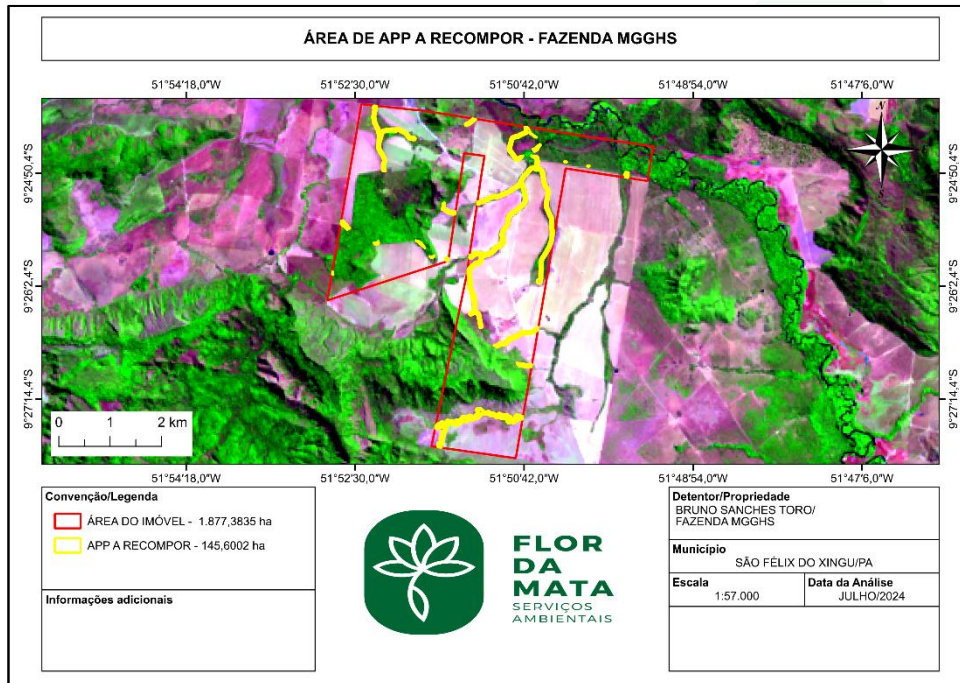 ÁREA DE APP A RECOMPOR - FAZENDA MGGHS
51°54'18,0"W 51°52'30,0"W 51°50'42,0"W 51°48'54,0"W 51°47'6,0"W
N
9°24'50,4"S 9°24'50,4"S
9°26'2,4"S 9°26'2,4"S
9°27'14,4"S 9°27'14,4"S
0 1 2 km
51°54'18,0"W 51°52'30,0"W 51°50'42,0"W 51°48'54,0"W 51°47'6,0"W
Convenção/Legenda
ÁREA DO IMÓVEL - 1.877,3835 ha
APP A RECOMPOR - 145,6002 ha
Informações adicionais
FLOR
DA
MATA
SERVIÇOS
AMBIENTAIS
Detentor/Propriedade
BRUNO SANCHES TORO/
FAZENDA MGGHS
Município
SÃO FÉLIX DO XINGU/PA
Escala
1:57.000
Data da Análise
JULHO/2024